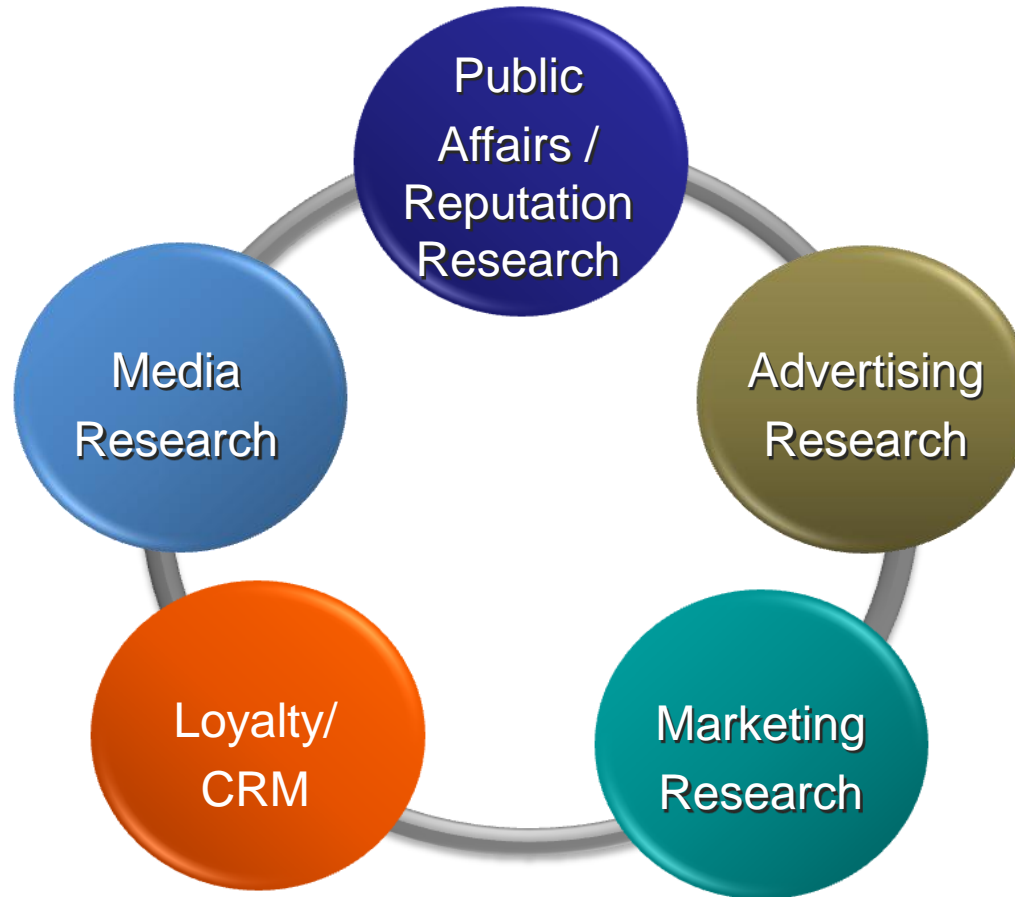 Public
Affairs /
Reputation
Research
Media
Research
Advertising
Research
Loyalty/
CRM
Marketing
Research